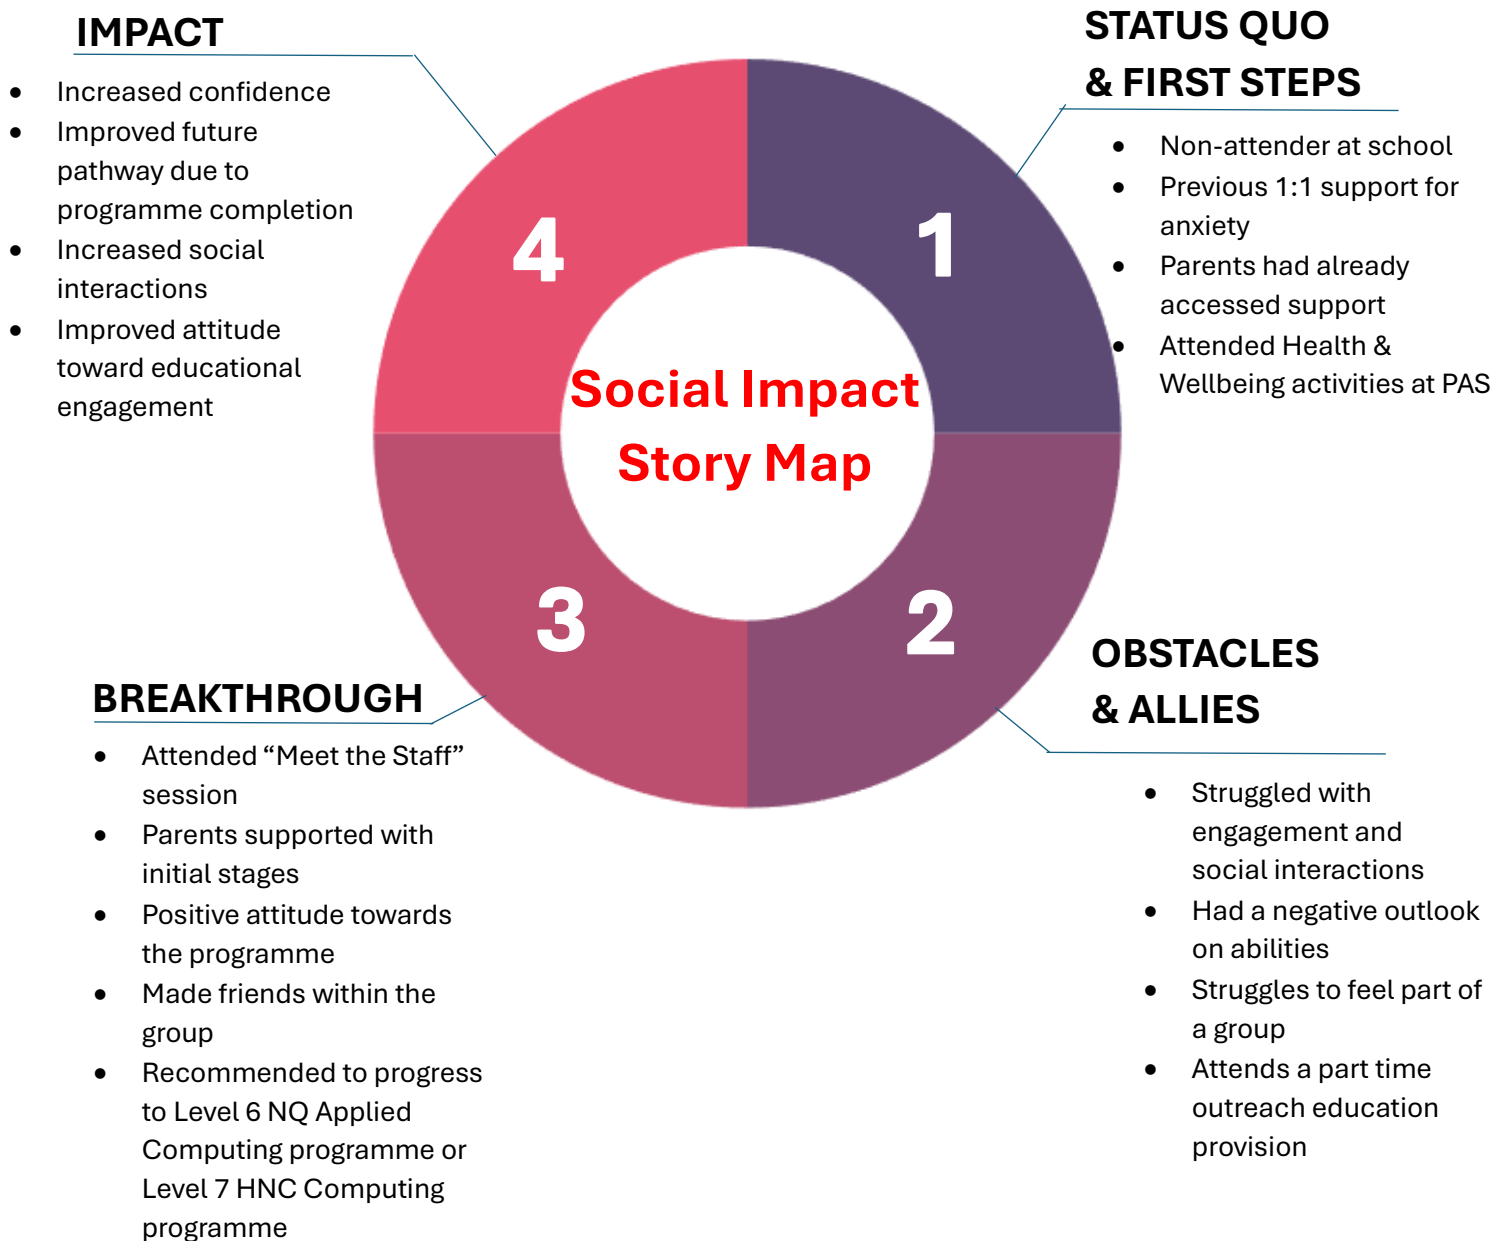 IMPACT
Increased confidence
Improved future
pathway due to
programme completion
Increased social
interactions
Improved attitude
toward educational
engagement
STATUS QUO
& FIRST STEPS
Non-attender at school
Previous 1:1 support for
anxiety
Parents had already
accessed support
Attended Health &
Wellbeing activities at PAS
4
1
Social Impact
Story Map
3
2
BREAKTHROUGH
Attended “Meet the Staff”
session
Parents supported with
initial stages
Positive attitude towards
the programme
Made friends within the
group
Recommended to progress
to Level 6 NQ Applied
Computing programme or
Level 7 HNC Computing
programme
OBSTACLES
& ALLIES
Struggled with
engagement and
social interactions
Had a negative outlook
on abilities
Struggles to feel part of
a group
Attends a part time
outreach education
provision